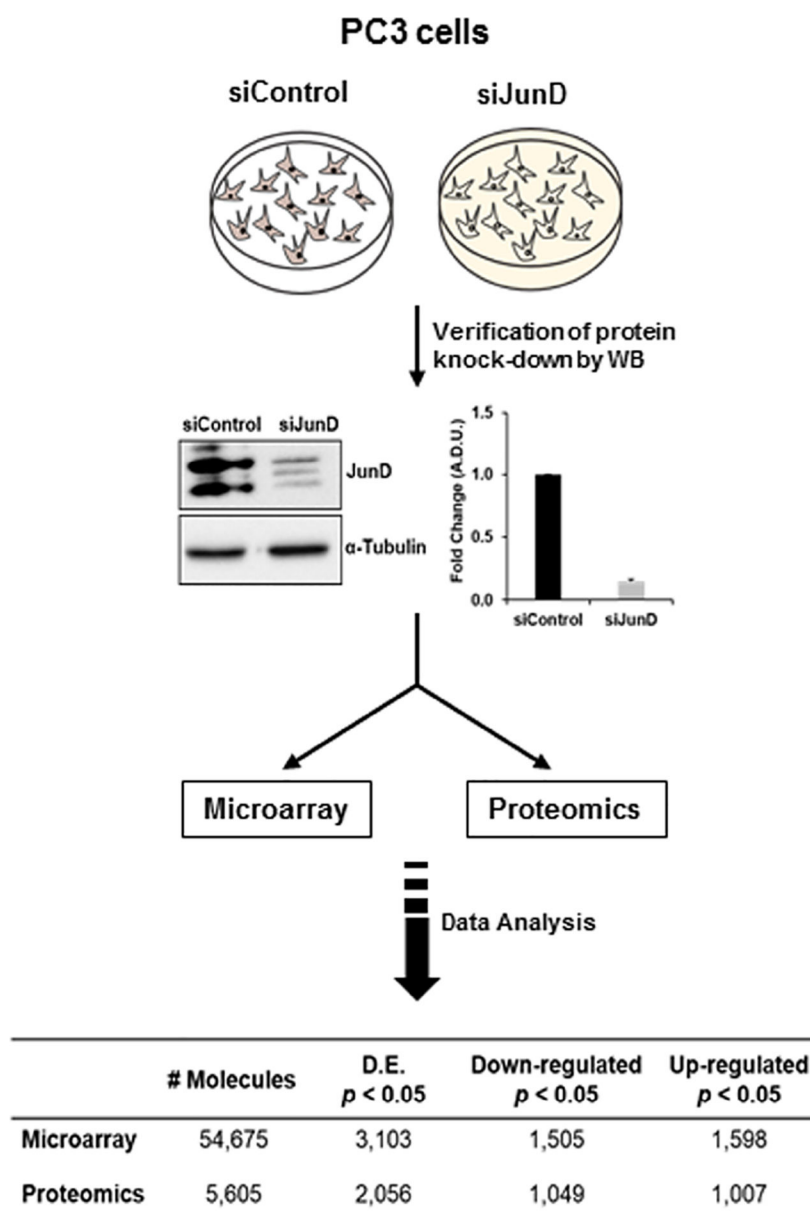 PC3 cells
siControl siJunD
Verification of protein
knock-down by WB
siControl siJunD
JunD
α-Tubulin
Fold Change (A.D.U.)
1.5
1.0
0.5
0.0
siControl siJunD
Microarray Proteomics
Data Analysis
# Molecules D.E. p < 0.05 Down-regulated p < 0.05 Up-regulated p < 0.05
Microarray 54,675 3,103 1,505 1,598
Proteomics 5,605 2,056 1,049 1,007